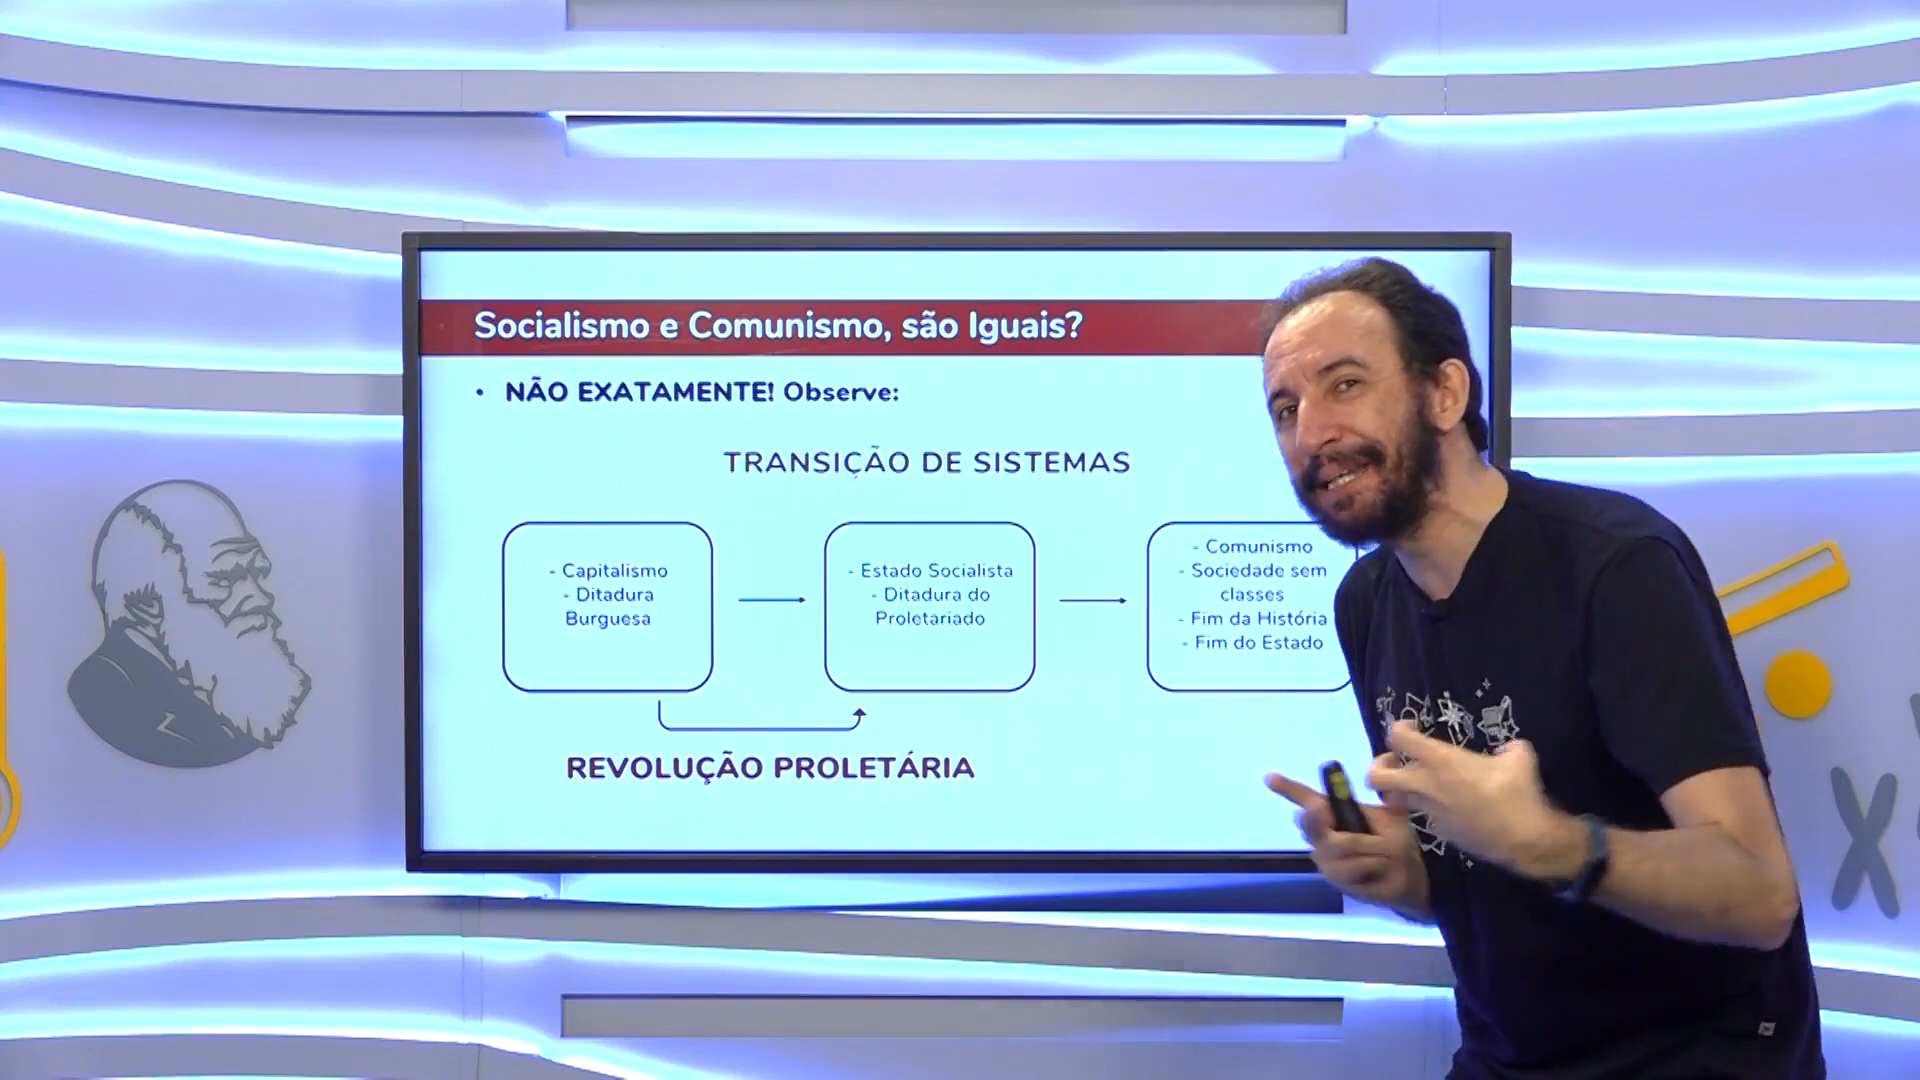 Socialismo e Comunismo, são Iguais?
• NÃO EXATAMENTE! Observe:
TRANSIÇÃO DE SISTEMAS
- Capitalismo
- Ditadura
Burguesa
- Estado Socialista
- Ditadura do
Proletariado
- Comunismo
- Sociedade sem
classes
- Fim da História
- Fim do Estado
REVOLUÇÃO PROLETÁRIA
X